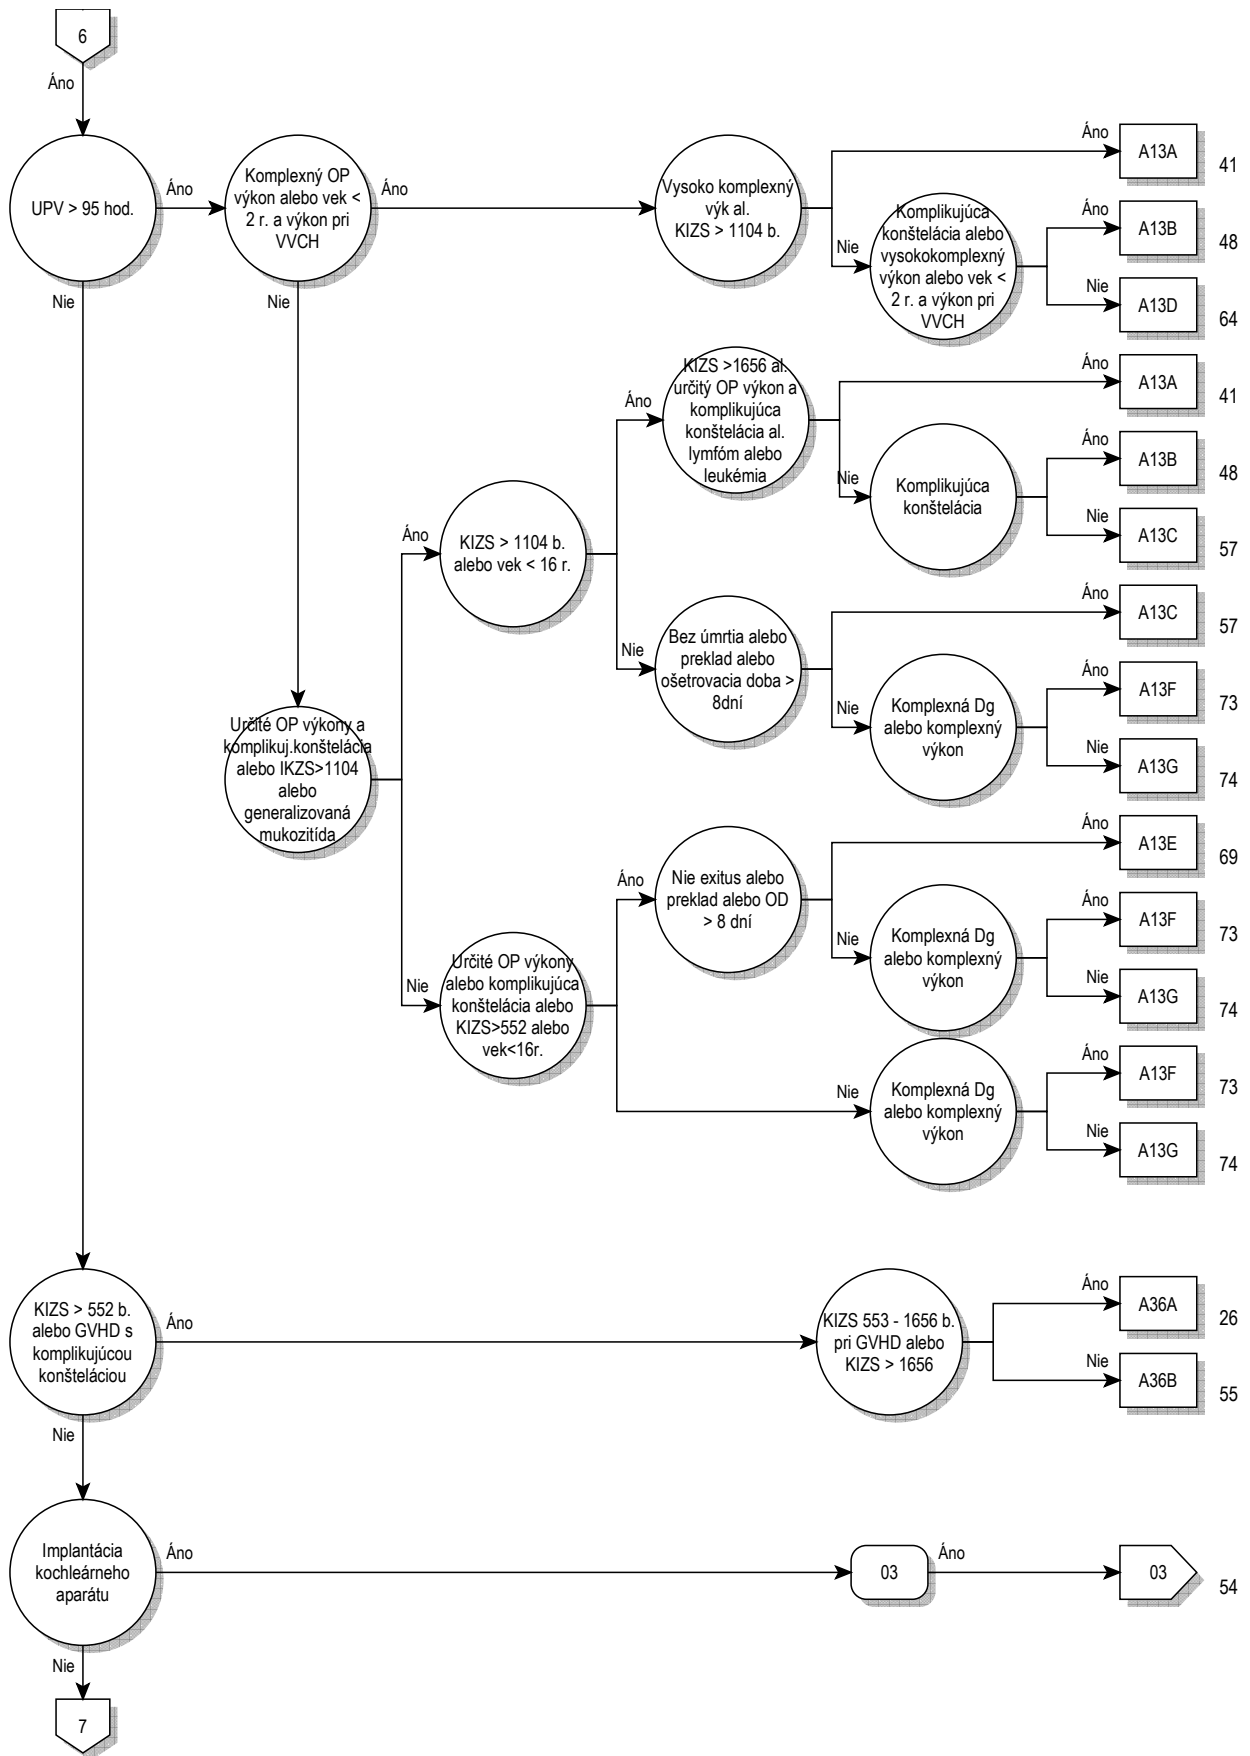 6
Áno
UPV > 95 hod.
Áno
Komplexný OP
výkon alebo vek <
2 r. a výkon pri
VVCH
Áno
Vysoko komplexný
výk al.
KIZS > 1104 b.
Áno
A13A
41
Nie
Komplikujúca
konštelácia alebo
vysokokomplexný
výkon alebo vek <
2 r. a výkon pri
VVCH
Áno
A13B
48
Nie
A13D
64
Nie
Nie
Určité OP výkony a
komplikuj.konštelácia
alebo IKZS>1104
alebo
generalizovaná
mukozitída
Áno
KIZS > 1104 b.
alebo vek < 16 r.
Áno
KIZS >1656 al.
určitý OP výkon a
komplikujúca
konštelácia al.
lymfóm alebo
leukémia
Áno
A13A
41
Nie
Komplikujúca
konštelácia
Áno
A13B
48
Nie
A13C
57
Nie
Bez úmrtia alebo
preklad alebo
ošetrovacia doba >
8dní
Áno
A13C
57
Nie
Komplexná Dg
alebo komplexný
výkon
Áno
A13F
73
Nie
A13G
74
Nie
Určité OP výkony
alebo komplikujúca
konštelácia alebo
KIZS>552 alebo
vek<16r.
Áno
Nie exitus alebo
preklad alebo OD
> 8 dní
Áno
A13E
69
Nie
Komplexná Dg
alebo komplexný
výkon
Áno
A13F
73
Nie
A13G
74
Nie
Komplexná Dg
alebo komplexný
výkon
Áno
A13F
73
Nie
A13G
74
KIZS > 552 b.
alebo GVHD s
komplikujúcou
konšteláciou
Áno
KIZS 553 - 1656 b.
pri GVHD alebo
KIZS > 1656
Áno
A36A
26
Nie
A36B
55
Nie
Implantácia
kochleárneho
aparátu
Áno
03
Áno
03
54
Nie
7